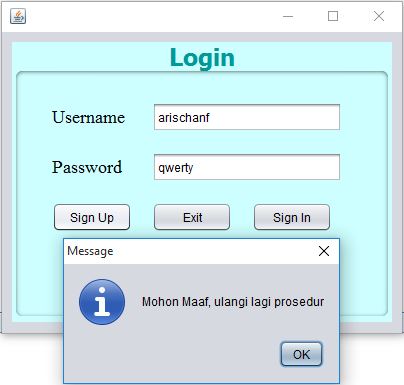 Login
Username
arischanf
Password
qwerty
Sign Up
Exit
Sign In
Message
Mohon Maaf, ulangi lagi prosedur
OK